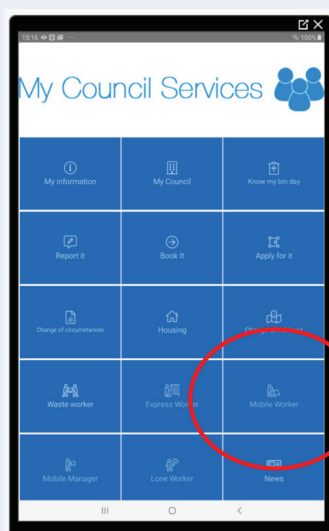 15:16
100%
My Council Services
My information
My Council
Know my bin day
Report it
Book It
Apply for it
Change of circumstances
Housing
Waste worker
Express Worker
Mobile Worker
Mobile Manager
Lone Worker
News